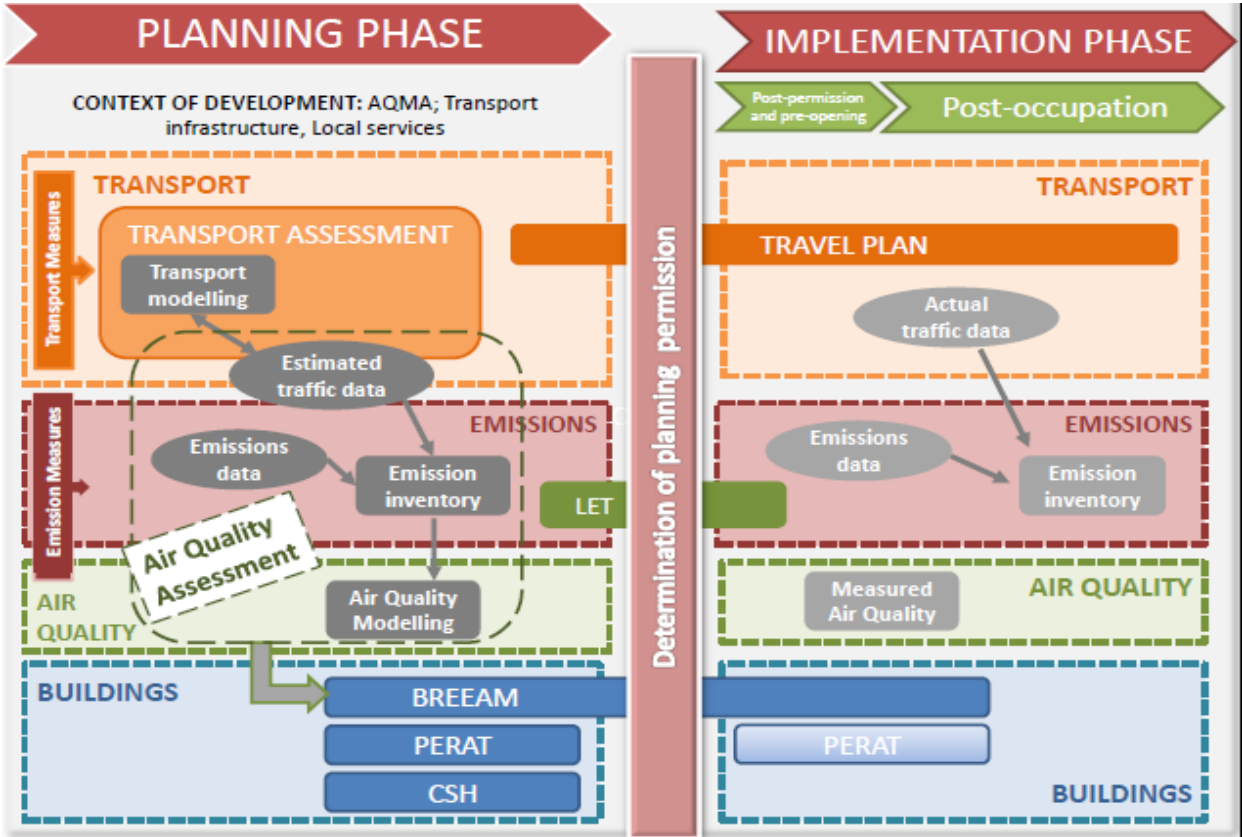 PLANNING PHASE
CONTEXT OF DEVELOPMENT: AQMA; Transport
infrastructure, Local services
Transport Measures
TRANSPORT
TRANSPORT ASSESSMENT
Transport
modelling
Estimated
traffic data
Emission Measures
EMISSIONS
Emissions
data
Emission
inventory
LET
Air Quality
Assessment
AIR
QUALITY
Air Quality
Modelling
BUILDINGS
BREEAM
PERAT
CSH
Determination of planning permission
IMPLEMENTATION PHASE
Post-permission
and pre-opening
Post-occupation
TRANSPORT
TRAVEL PLAN
Actual
traffic data
EMISSIONS
Emissions
data
Emission
inventory
Measured
Air Quality
AIR QUALITY
PERAT
BUILDINGS